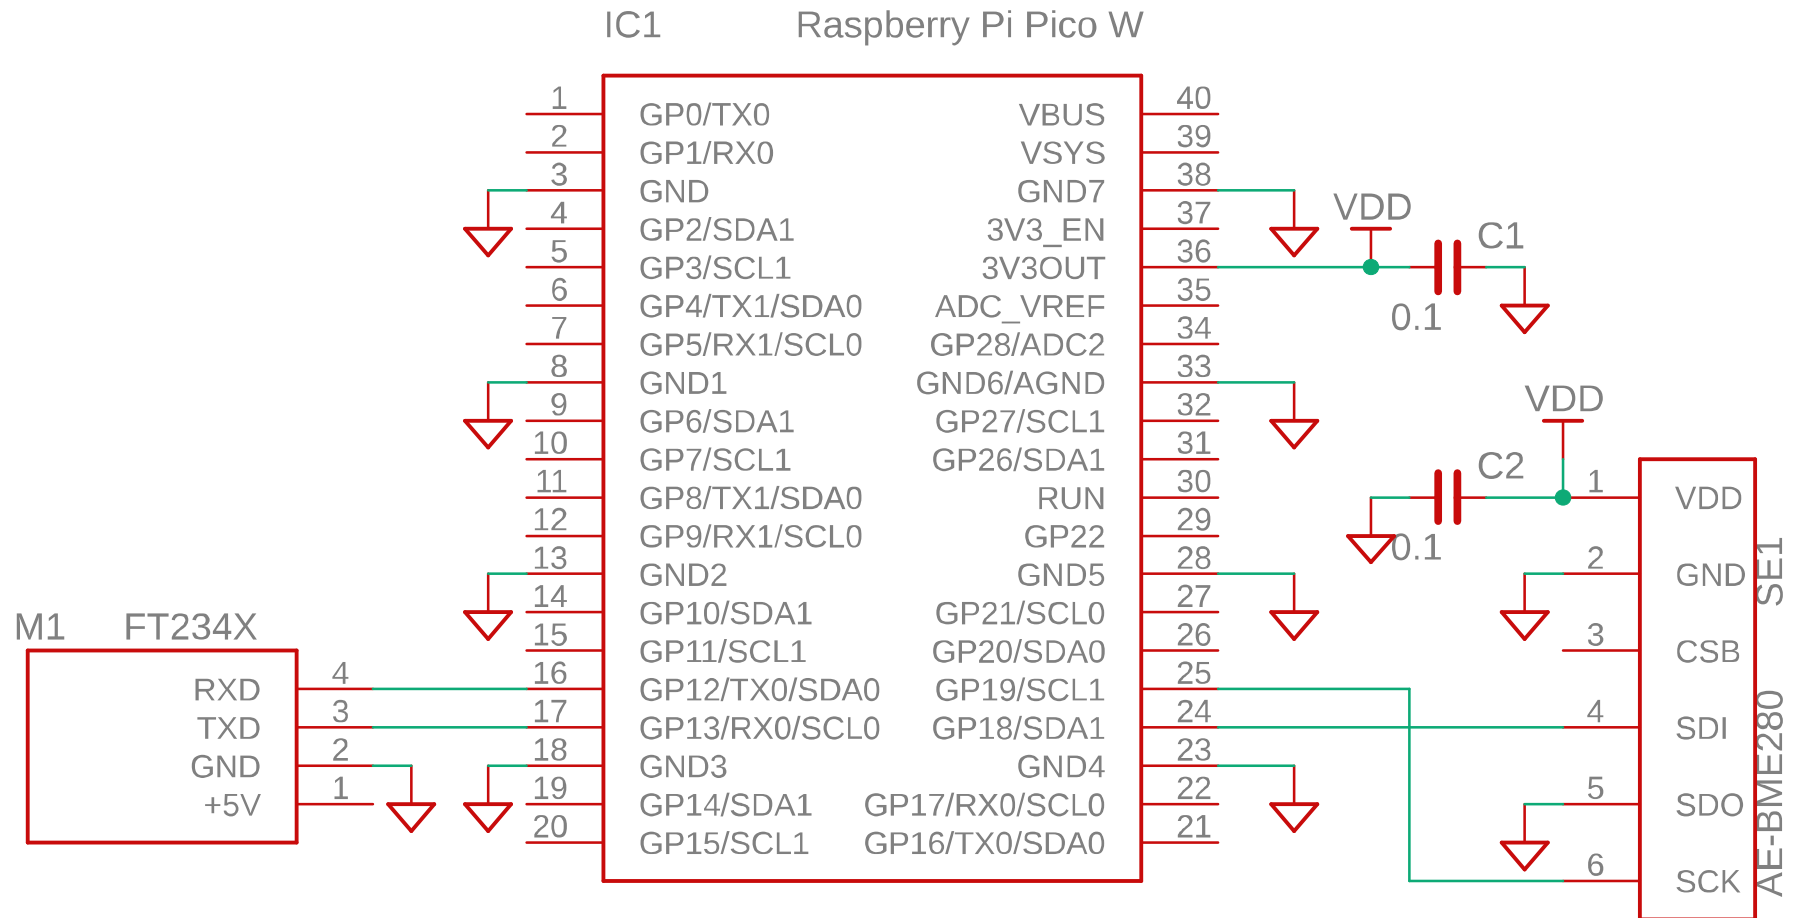 IC1 Raspberry Pi Pico W
1 GP0/TX0 VBUS 40
2 GP1/RX0 VSYS 39
3 GND GND7 38
4 GP2/SDA1 3V3_EN 37
5 GP3/SCL1 3V3OUT 36
6 GP4/TX1/SDA0 ADC_VREF 35
7 GP5/RX1/SCL0 GP28/ADC2 34
8 GND1 GND6/AGND 33
9 GP6/SDA1 GP27/SCL1 32
10 GP7/SCL1 GP26/SDA1 31
11 GP8/TX1/SDA0 RUN 30
12 GP9/RX1/SCL0 GP22 29
13 GND2 GND5 28
14 GP10/SDA1 GP21/SCL0 27
15 GP11/SCL1 GP20/SDA0 26
16 GP12/TX0/SDA0 GP19/SCL1 25
17 GP13/RX0/SCL0 GP18/SDA1 24
18 GND3 GND4 23
19 GP14/SDA1 GP17/RX0/SCL0 22
20 GP15/SCL1 GP16/TX0/SDA0 21
M1 FT234X
RXD 4
TXD 3
GND 2
+5V 1
VDD
C1
0.1
VDD
C2
0.1
1 VDD
2 GND
3 CSB
4 SDI
5 SDO
6 SCK
SE1
AE-BME280